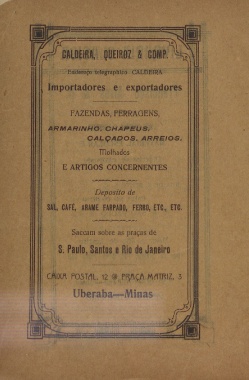 CALDEIRA, QUEIROZ & COMP.
Endereço telegraphico CALDEIRA
Importadores e exportadores
FAZENDAS, FERRAGENS,
ARMARINHO, CHAPEUS,
CALÇADOS, ARREIOS,
Molhados
E ARTIGOS CONCERNENTES
Deposito de
SAL, CAFÉ, ARAME FARPADO, FERRO, ETC., ETC.
Saccam sobre as praças de
S. Paulo, Santos e Rio de Janeiro
CAIXA POSTAL, 12 PRAÇA MATRIZ, 3
Uberaba—Minas